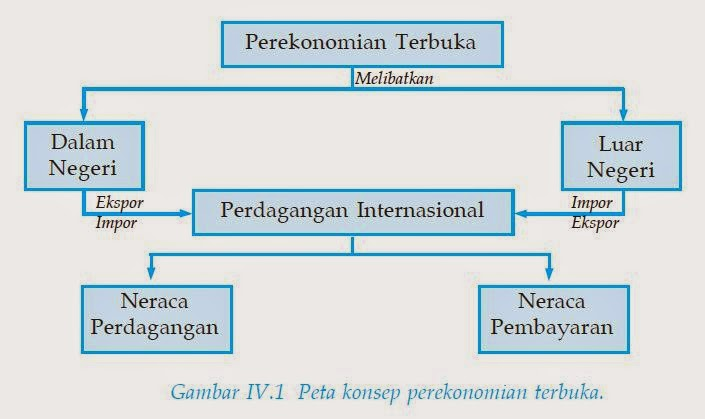 Perekonomian Terbuka
Melibatkan
Dalam
Negeri
Luar
Negeri
Ekspor
Impor
Perdagangan Internasional
Impor
Ekspor
Neraca
Perdagangan
Neraca
Pembayaran
Gambar IV.1 Peta konsep perekonomian terbuka.